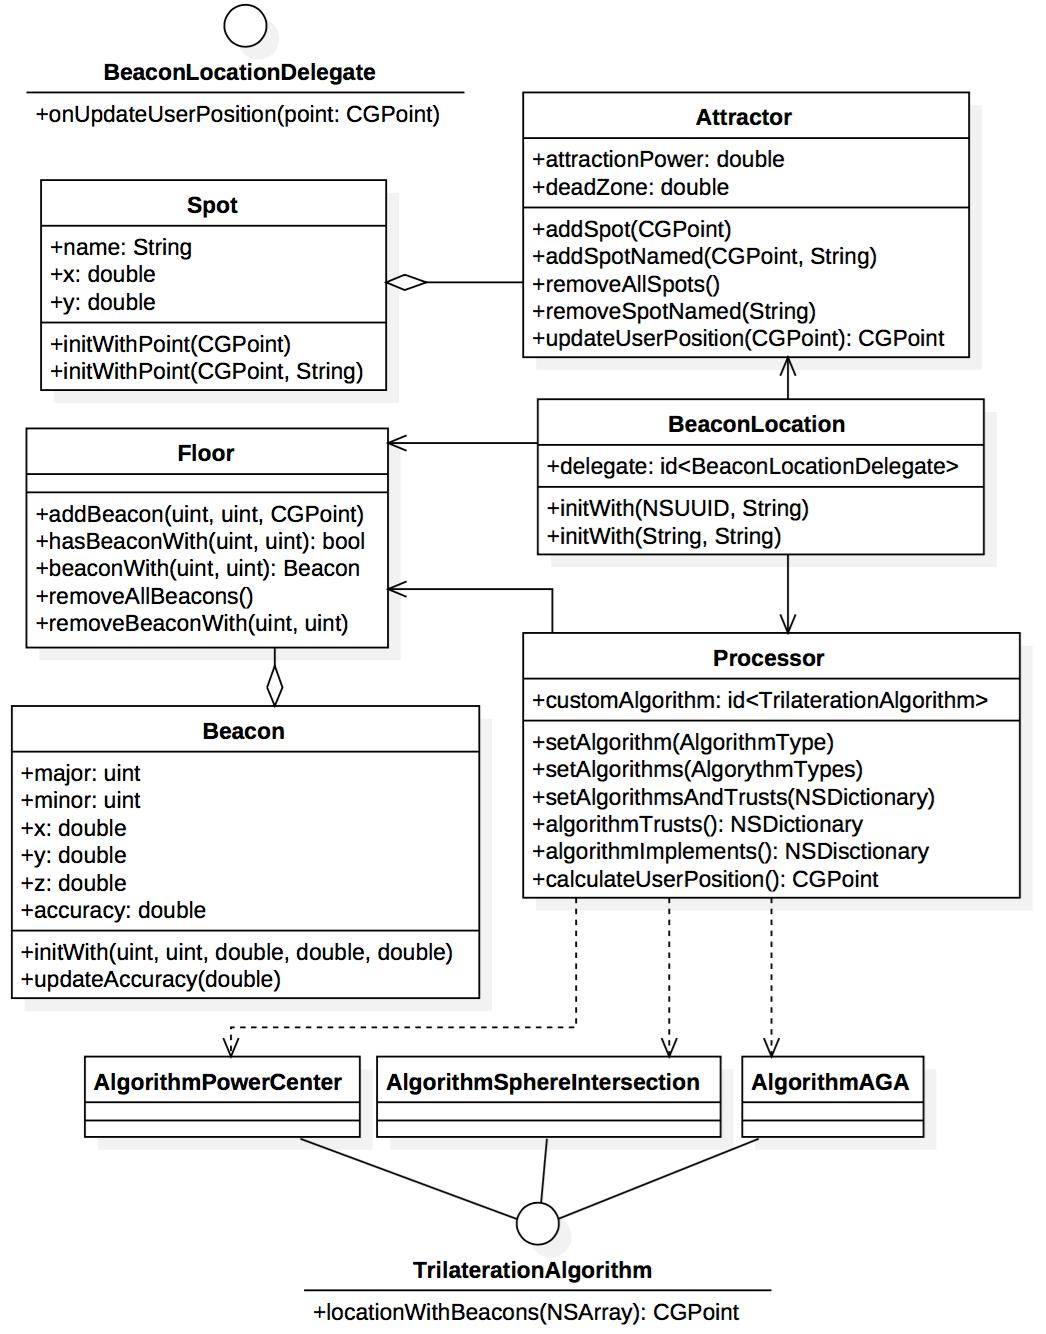 BeaconLocationDelegate
+onUpdateUserPosition(point: CGPoint)
Attractor
+attractionPower: double
+deadZone: double
+addSpot(CGPoint)
+addSpotNamed(CGPoint, String)
+removeAllSpots()
+removeSpotNamed(String)
+updateUserPosition(CGPoint): CGPoint
Spot
+name: String
+x: double
+y: double
+initWithPoint(CGPoint)
+initWithPoint(CGPoint, String)
BeaconLocation
+delegate: id<BeaconLocationDelegate>
+initWith(NSUUID, String)
+initWith(String, String)
Floor
+addBeacon(uint, uint, CGPoint)
+hasBeaconWith(uint, uint): bool
+beaconWith(uint, uint): Beacon
+removeAllBeacons()
+removeBeaconWith(uint, uint)
Processor
+customAlgorithm: id<TrilaterationAlgorithm>
+setAlgorithm(AlgorithmType)
+setAlgorithms(AlgorythmTypes)
+setAlgorithmsAndTrusts(NSDictionary)
+algorithmTrusts(): NSDictionary
+algorithmImplements(): NSDisctionary
+calculateUserPosition(): CGPoint
Beacon
+major: uint
+minor: uint
+x: double
+y: double
+z: double
+accuracy: double
+initWith(uint, uint, double, double, double)
+updateAccuracy(double)
AlgorithmPowerCenter
AlgorithmSphereIntersection
AlgorithmAGA
TrilaterationAlgorithm
+locationWithBeacons(NSArray): CGPoint